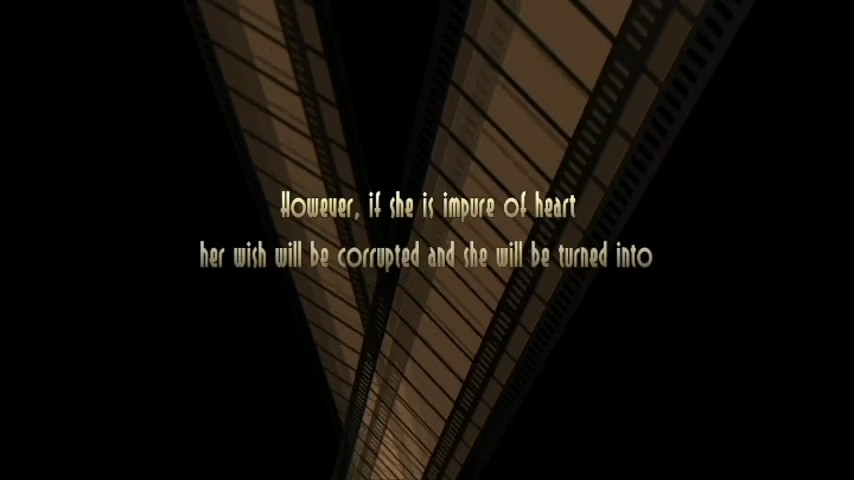 However, if she is impure of heart
her wish will be corrupted and she will be turned into